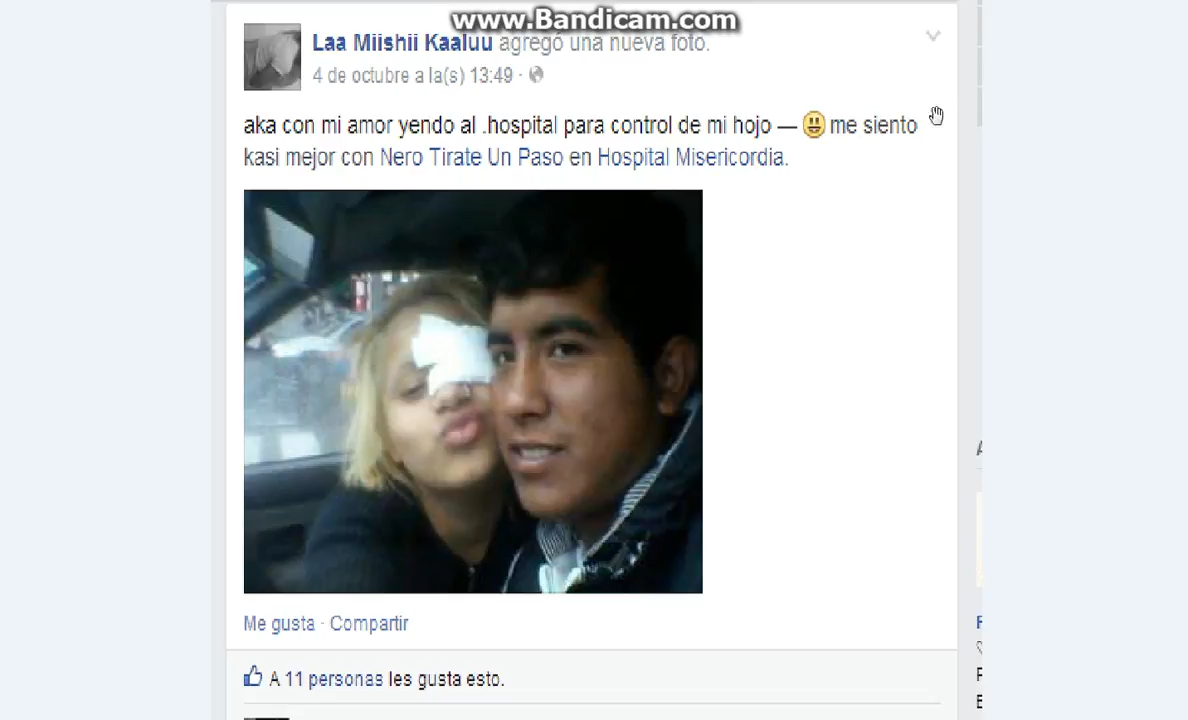 www.Bandicam.com
Laa Miishii Kaaluu agregó una nueva foto.
4 de octubre a la(s) 13:49 ·
aka con mi amor yendo al .hospital para control de mi hojo — me siento
kasi mejor con Nero Tirate Un Paso en Hospital Misericordia.
Me gusta · Compartir
A 11 personas les gusta esto.